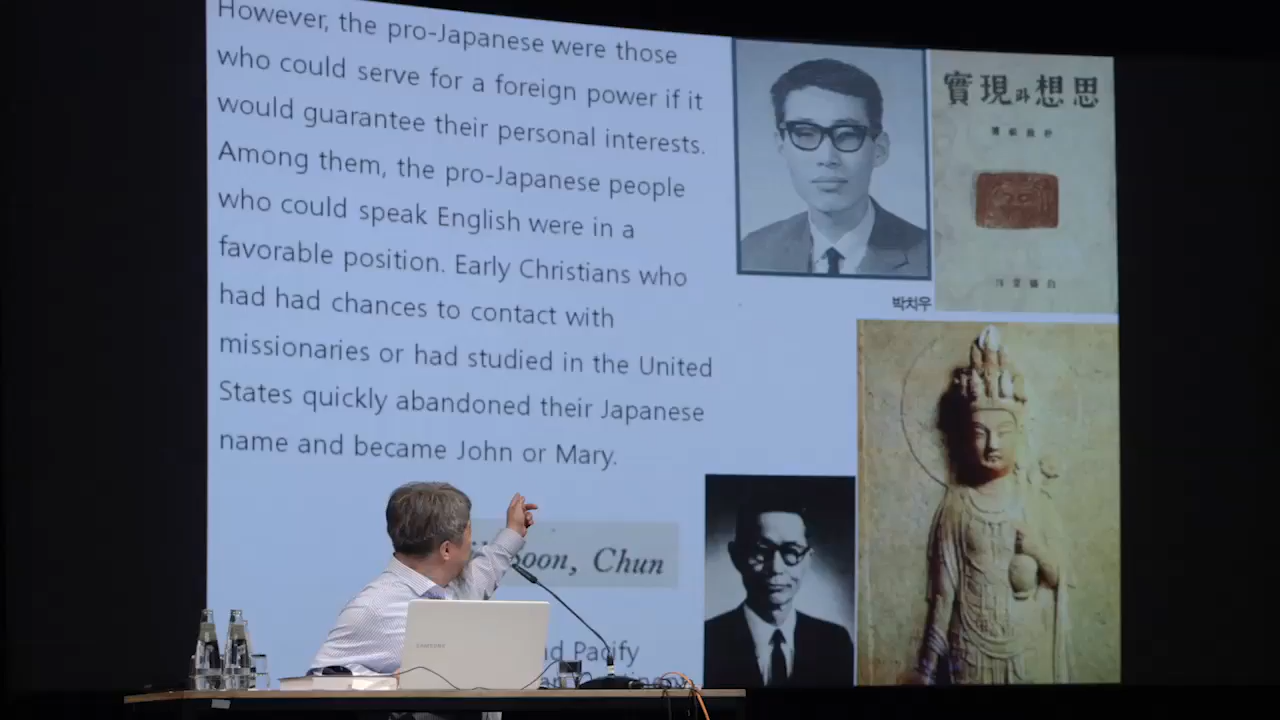 However, the pro-Japanese were those
who could serve for a foreign power if it
would guarantee their personal interests.
Among them, the pro-Japanese people
who could speak English were in a
favorable position. Early Christians who
had had chances to contact with
missionaries or had studied in the United
States quickly abandoned their Japanese
name and became John or Mary.
實現과想思
박치우
Soon, Chun
Pacify
SAMSUNG